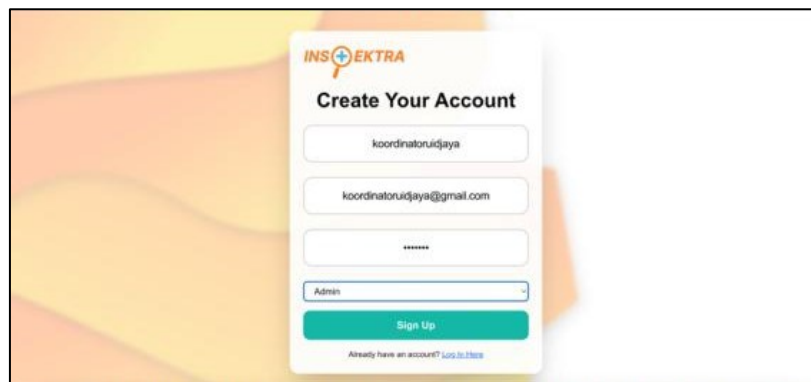 INSPEKTRA
Create Your Account
koordinatoruidjaya
koordinatoruidjaya@gmail.com
•••••••
Admin
Sign Up
Already have an account? Log In Here